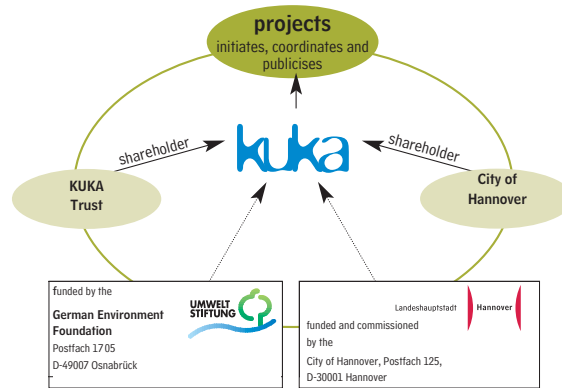 projects
initiates, coordinates and
publicises
kuka
shareholder
shareholder
KUKA
Trust
City of
Hannover
funded by the
UMWELT
STIFTUNG
German Environment
Foundation
Postfach 17 05
D-49007 Osnabrück
Landeshauptstadt
Hannover
funded and commissioned
by the
City of Hannover, Postfach 125,
D-30001 Hannover